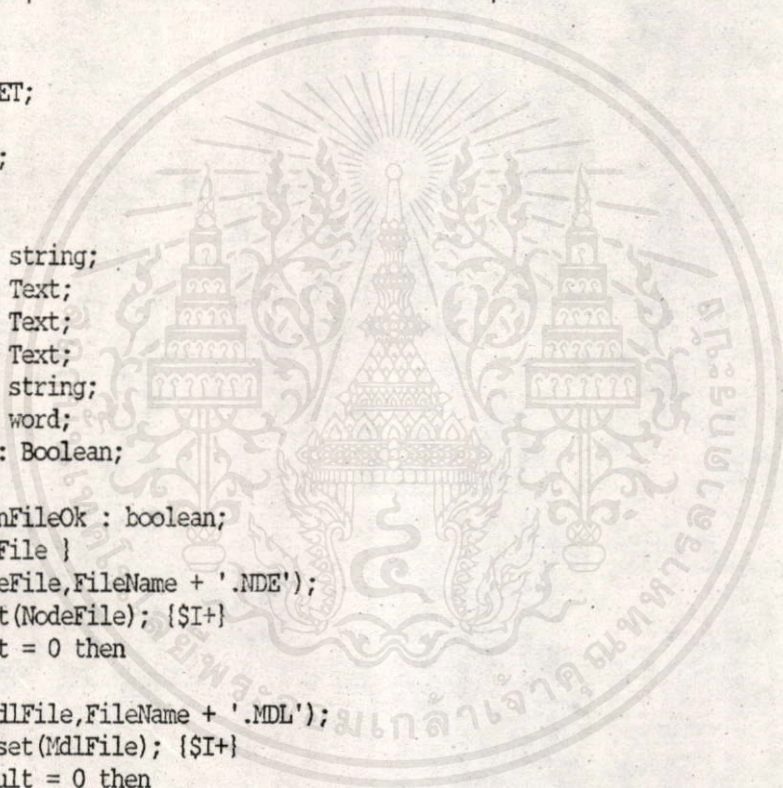 ET;
;
string;
Text;
Text;
Text;
string;
word;
: Boolean;
nFileOk : boolean;
File }
eFile,FileName + '.NDE');
t(NodeFile); {$I+}
t = 0 then
dlFile,FileName + '.MDL');
set(MdlFile); {$I+}
ult = 0 then